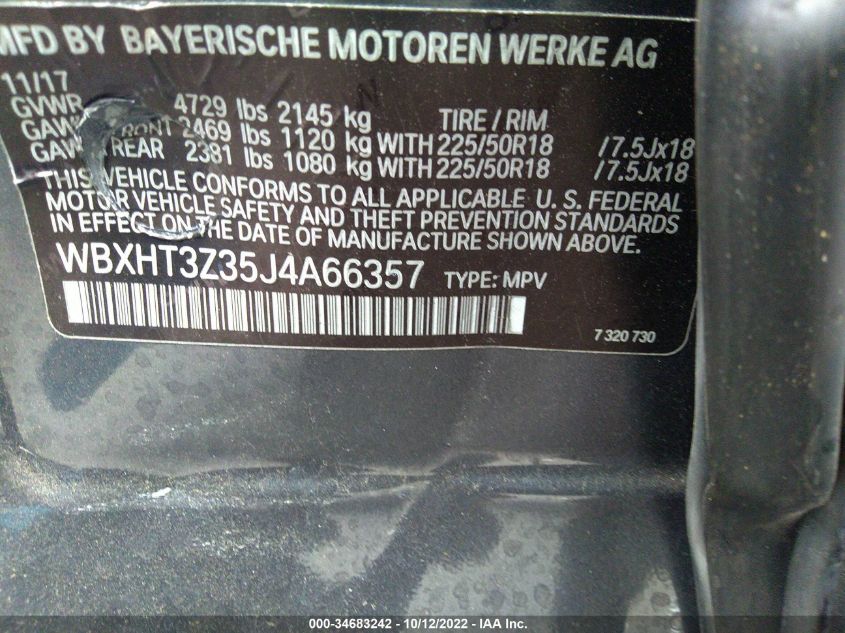 MFD BY BAYERISCHE MOTOREN WERKE AG
11/17
GVWR 4729 lbs 2145 kg TIRE / RIM
FRONT 2469 lbs 1120 kg WITH 225/50R18 /7.5Jx18
REAR 2381 lbs 1080 kg WITH 225/50R18 /7.5Jx18
THIS VEHICLE CONFORMS TO ALL APPLICABLE U. S. FEDERAL
MOTOR VEHICLE SAFETY AND THEFT PREVENTION STANDARDS
IN EFFECT ON THE DATE OF MANUFACTURE SHOWN ABOVE.
WBXHT3Z35J4A66357 TYPE: MPV
7 320 730
000-34683242 - 10/12/2022 - IAA Inc.